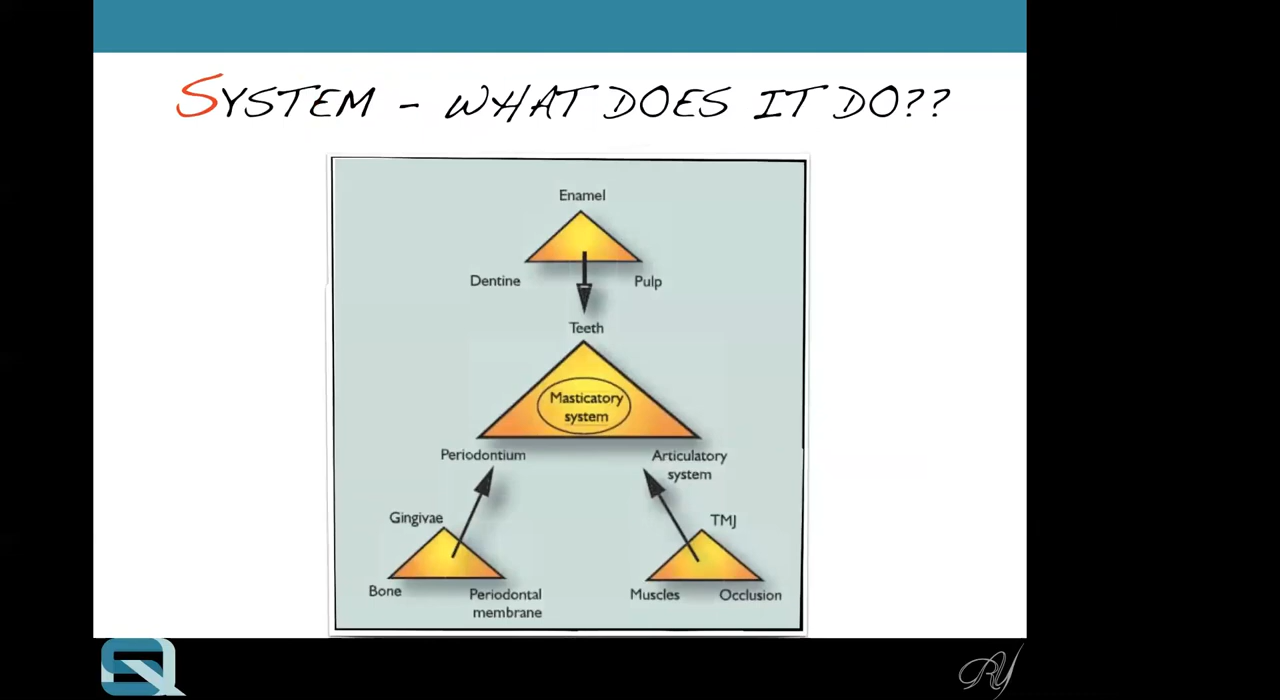 SYSTEM - WHAT DOES IT DO??
Enamel
Dentine
Pulp
Teeth
Masticatory
system
Periodontium
Articulatory
system
Gingivae
TMJ
Bone
Periodontal
membrane
Muscles
Occlusion
RY